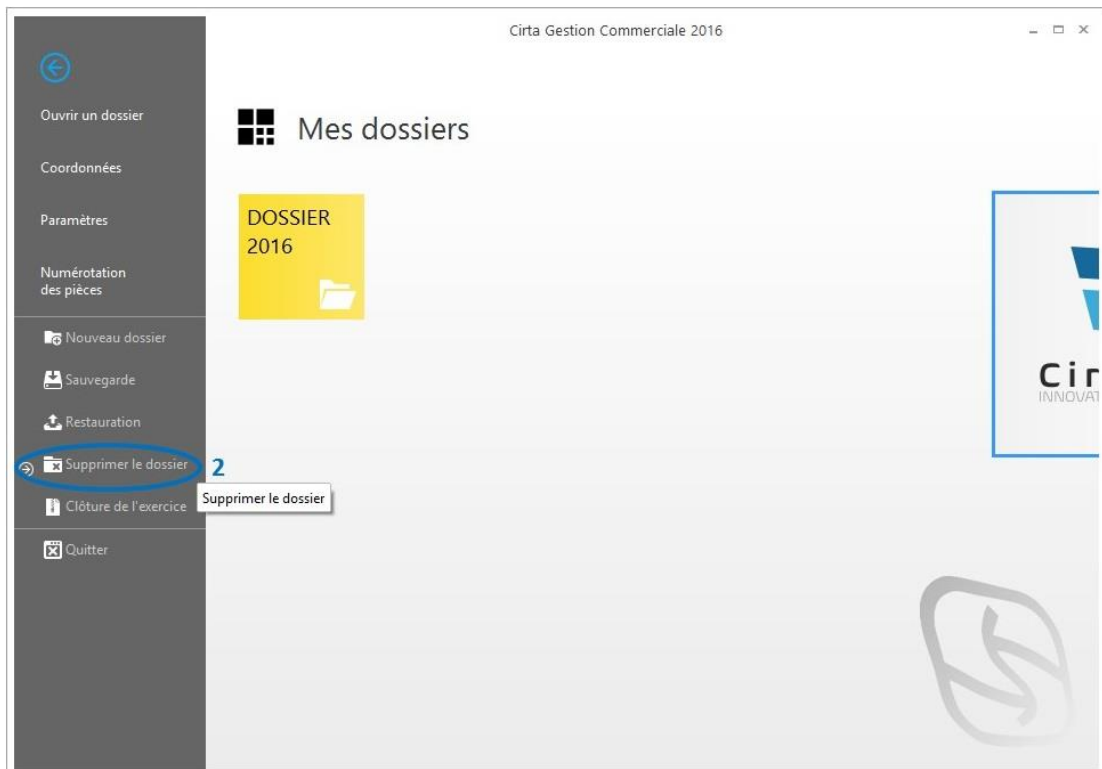 Cirta Gestion Commerciale 2016
Ouvrir un dossier
Coordonnées
Paramètres
Numérotation
des pièces
Nouveau dossier
Sauvegarde
Restauration
Supprimer le dossier
2
Supprimer le dossier
Clôture de l'exercice
Quitter
Mes dossiers
DOSSIER
2016
Cir
INNOVAT